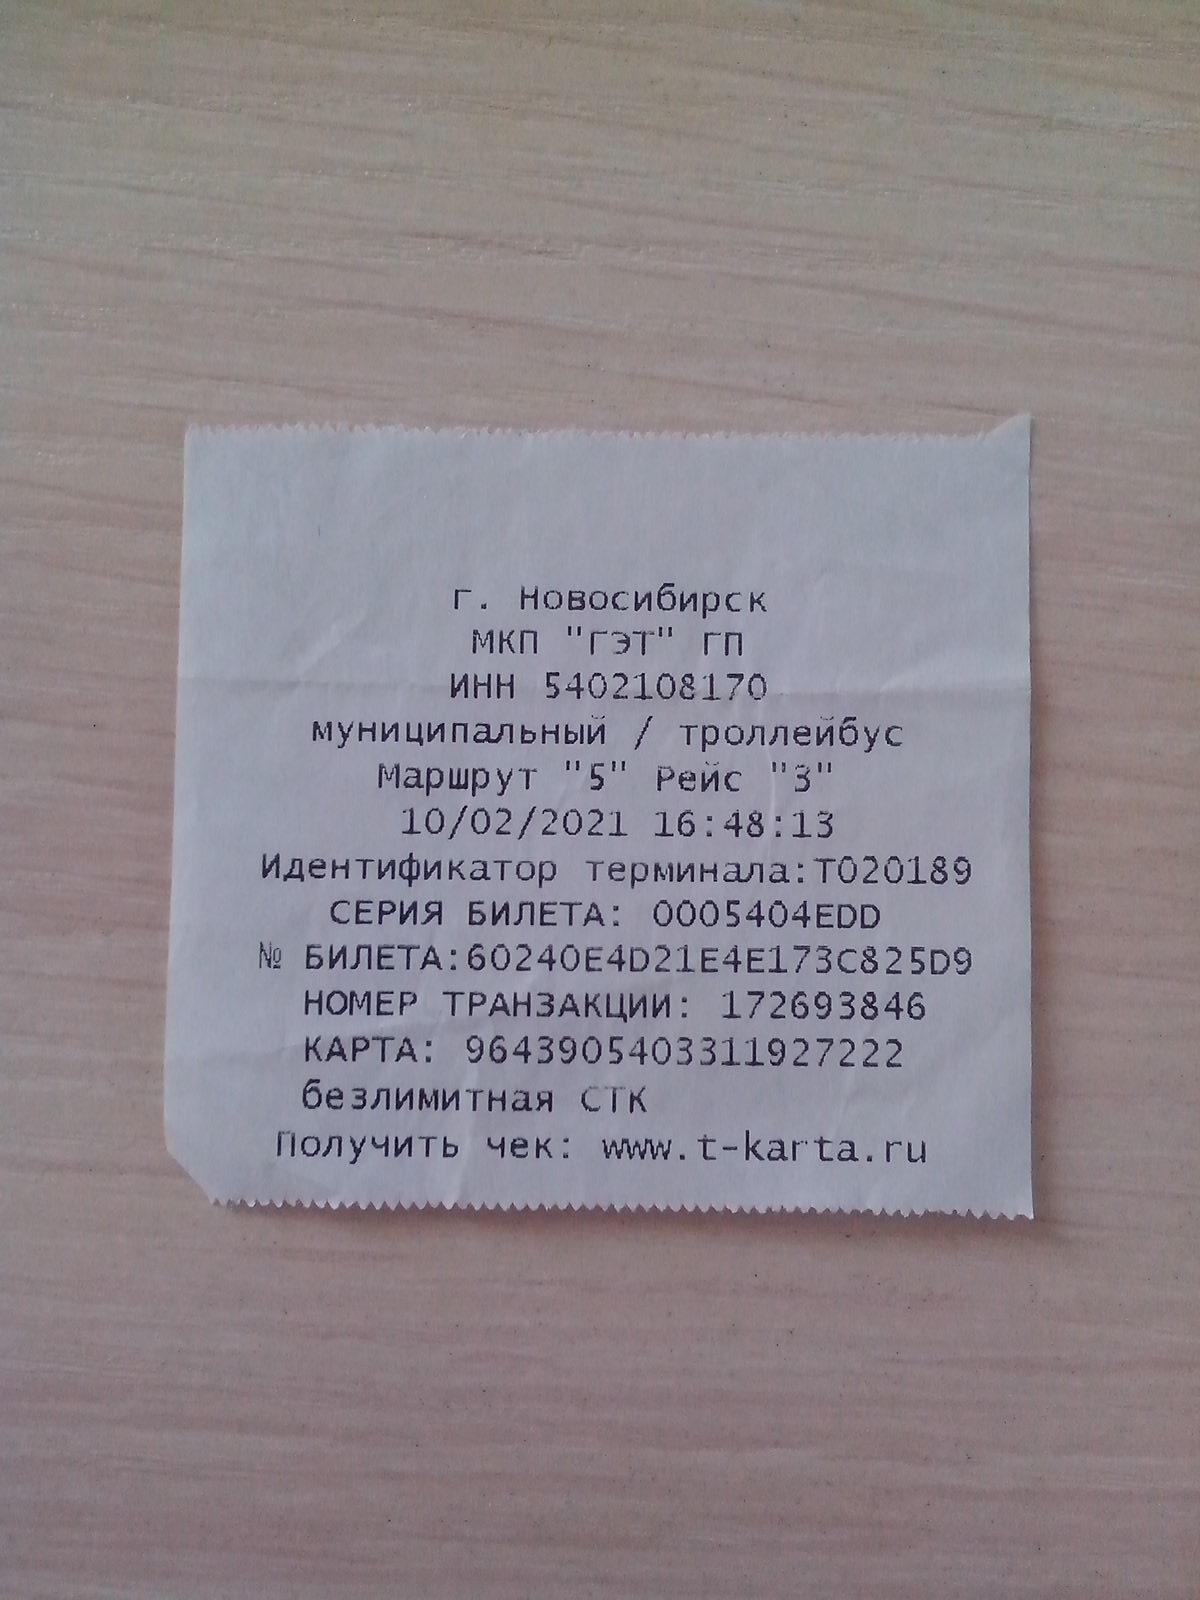 г. Новосибирск
МКП "ГЭТ" ГП
ИНН 5402108170
муниципальный / троллейбус
Маршрут "5" Рейс "3"
10/02/2021 16:48:13
Идентификатор терминала:T020189
СЕРИЯ БИЛЕТА: 0005404EDD
№ БИЛЕТА:60240E4D21E4E173C825D9
НОМЕР ТРАНЗАКЦИИ: 172693846
КАРТА: 9643905403311927222
безлимитная СТК
Получить чек: www.t-karta.ru